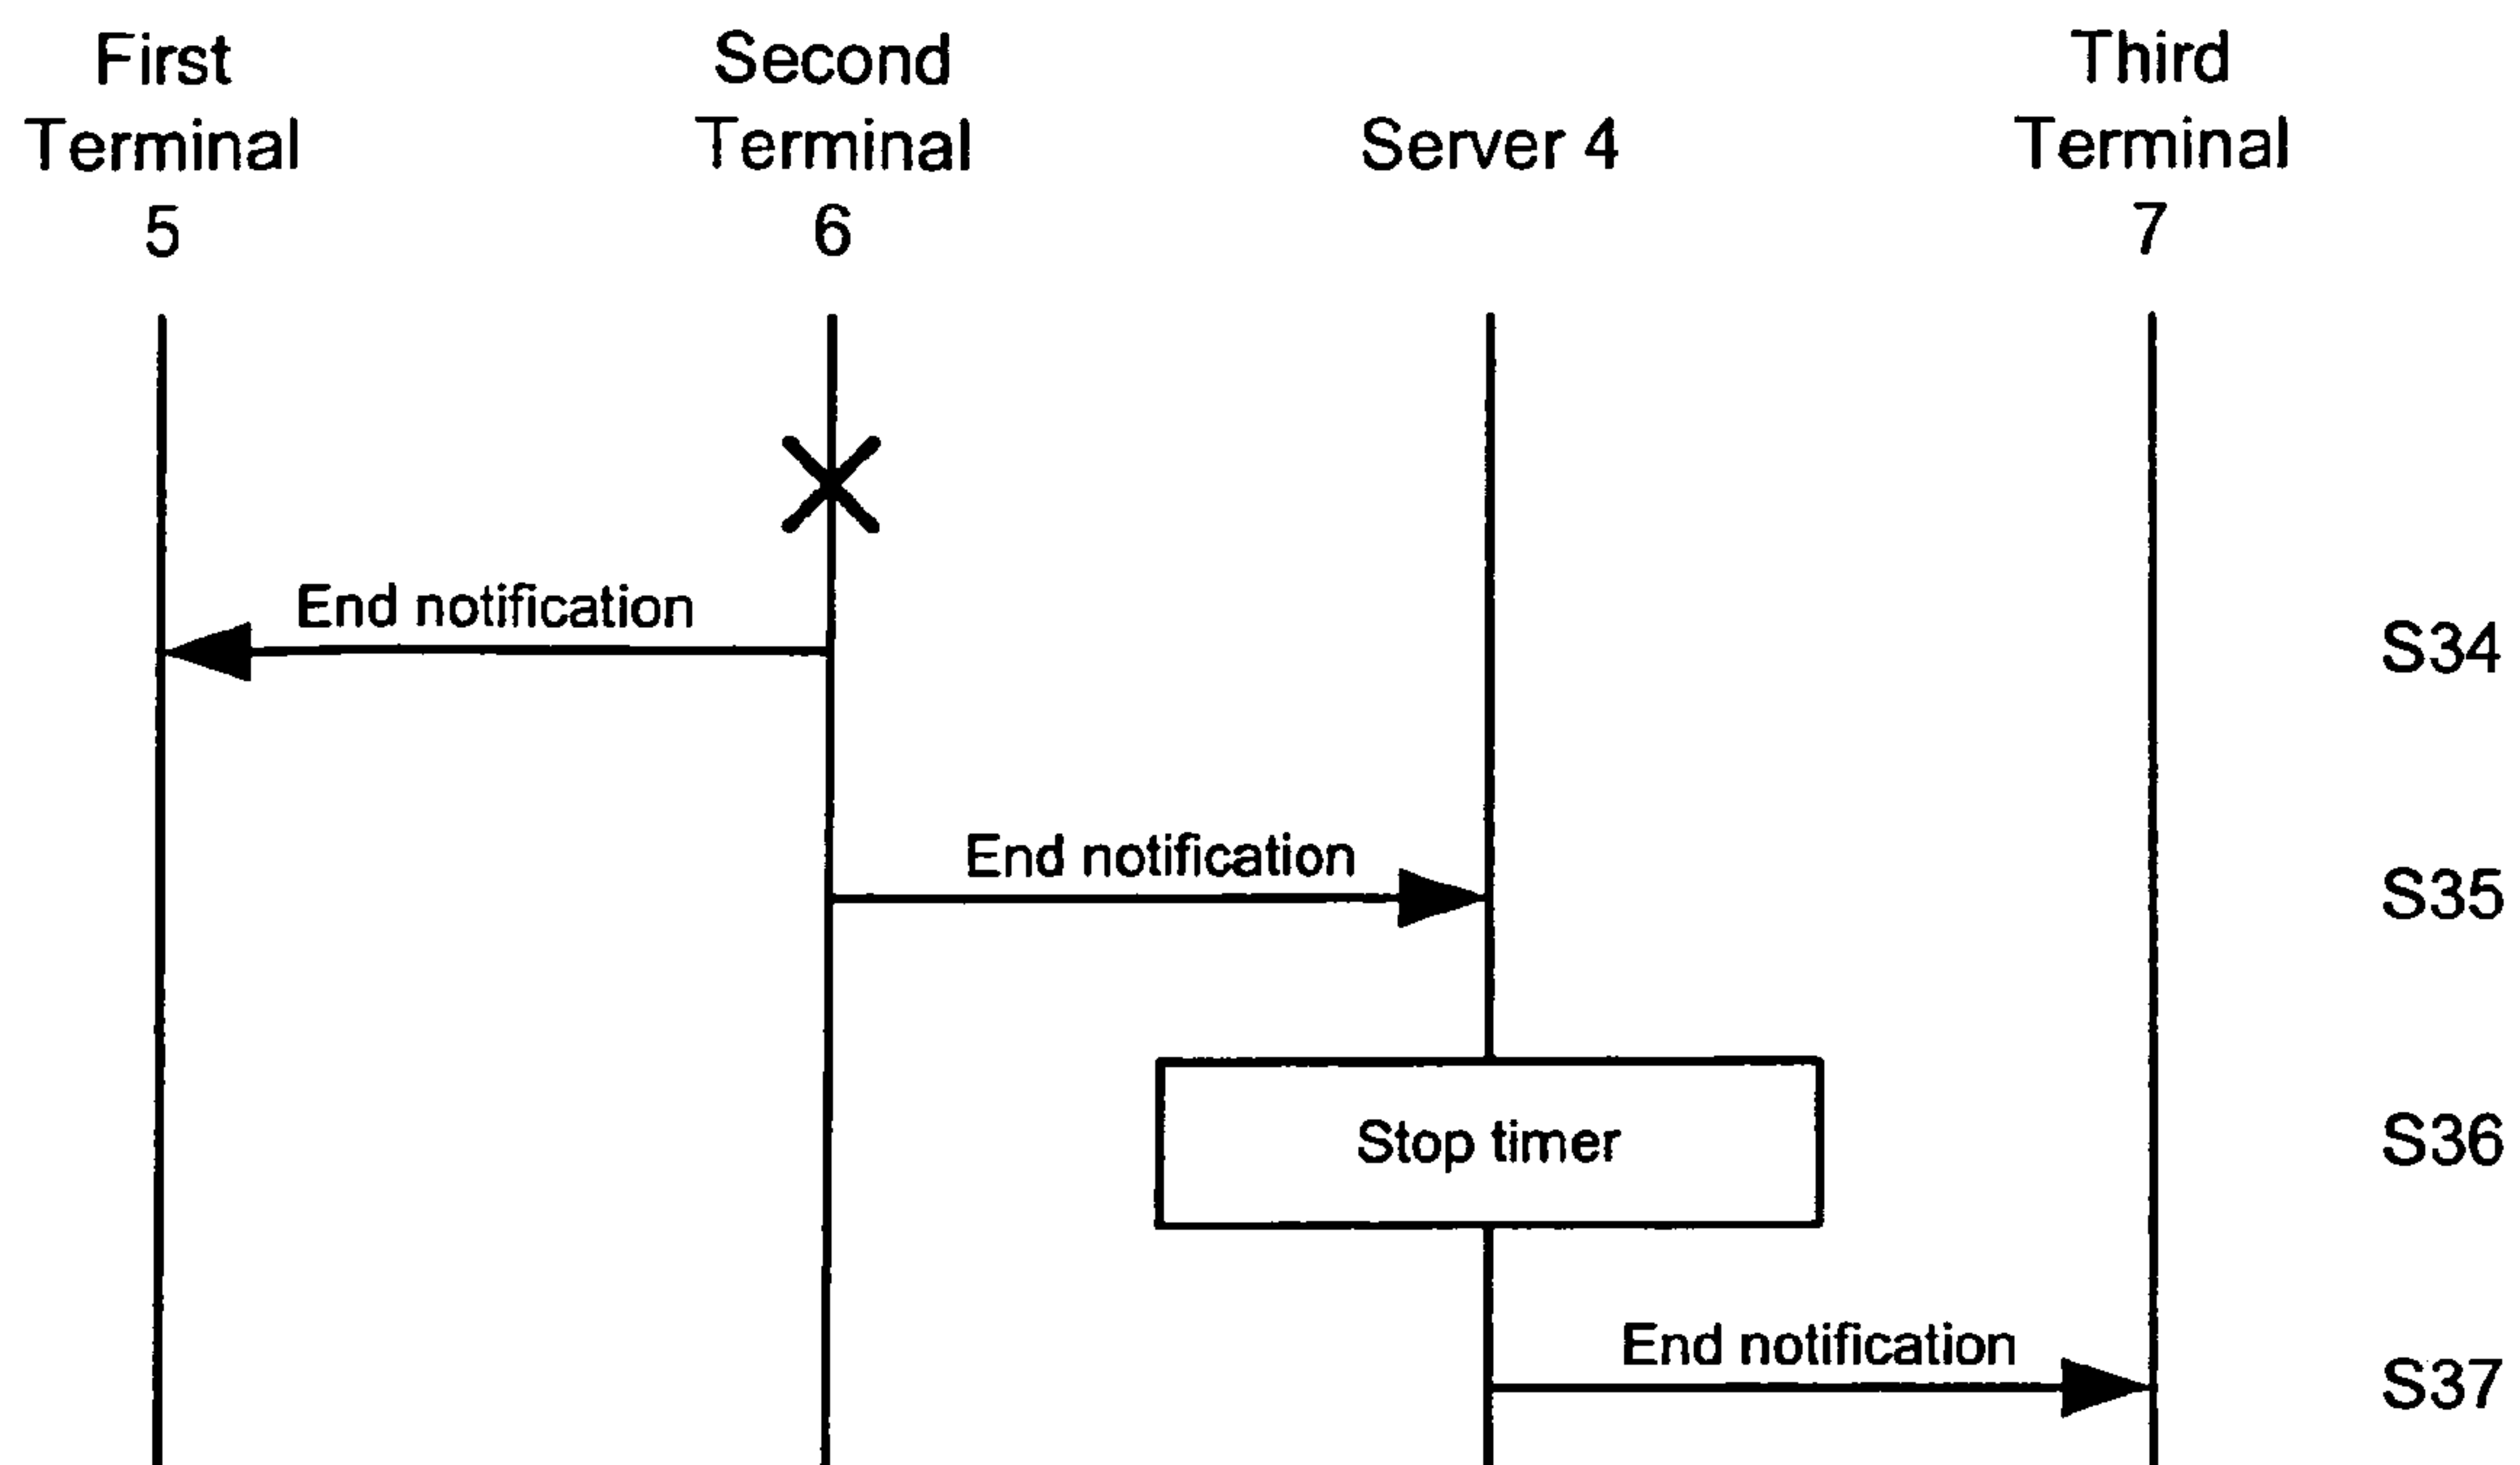 First
Terminal
5
Second
Terminal
6
Server 4
Third
Terminal
7
End notification
S34
End notification
S35
Stop timer
S36
End notification
S37